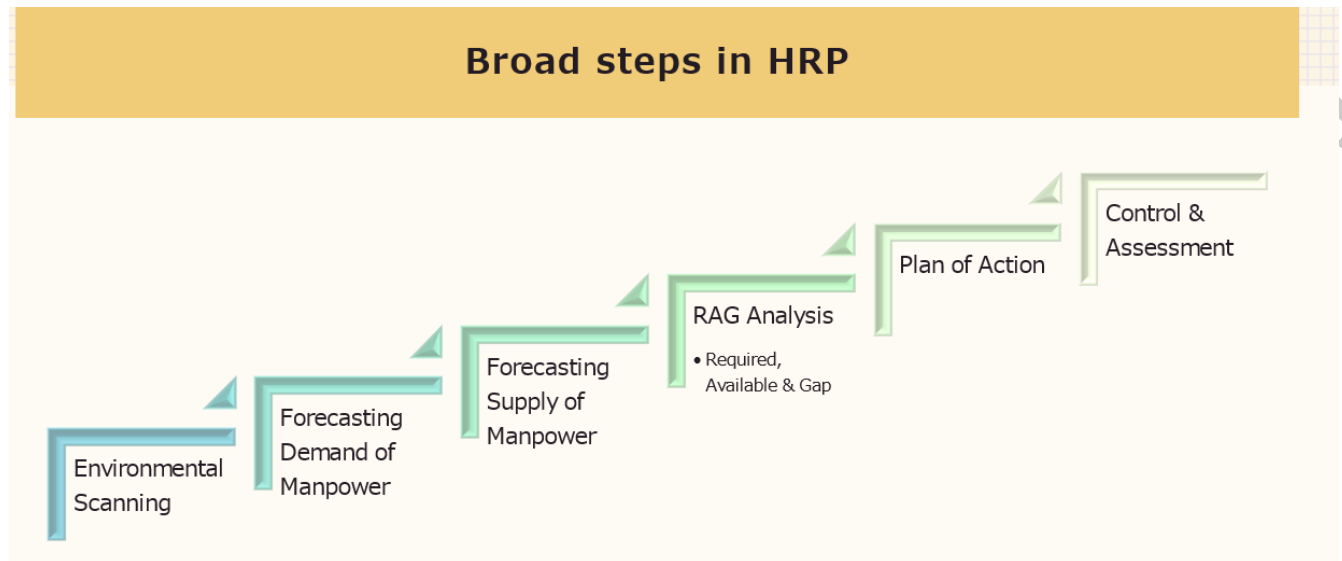 Broad steps in HRP
Environmental
Scanning
Forecasting
Demand of
Manpower
Forecasting
Supply of
Manpower
RAG Analysis
• Required,
Available & Gap
Plan of Action
Control &
Assessment